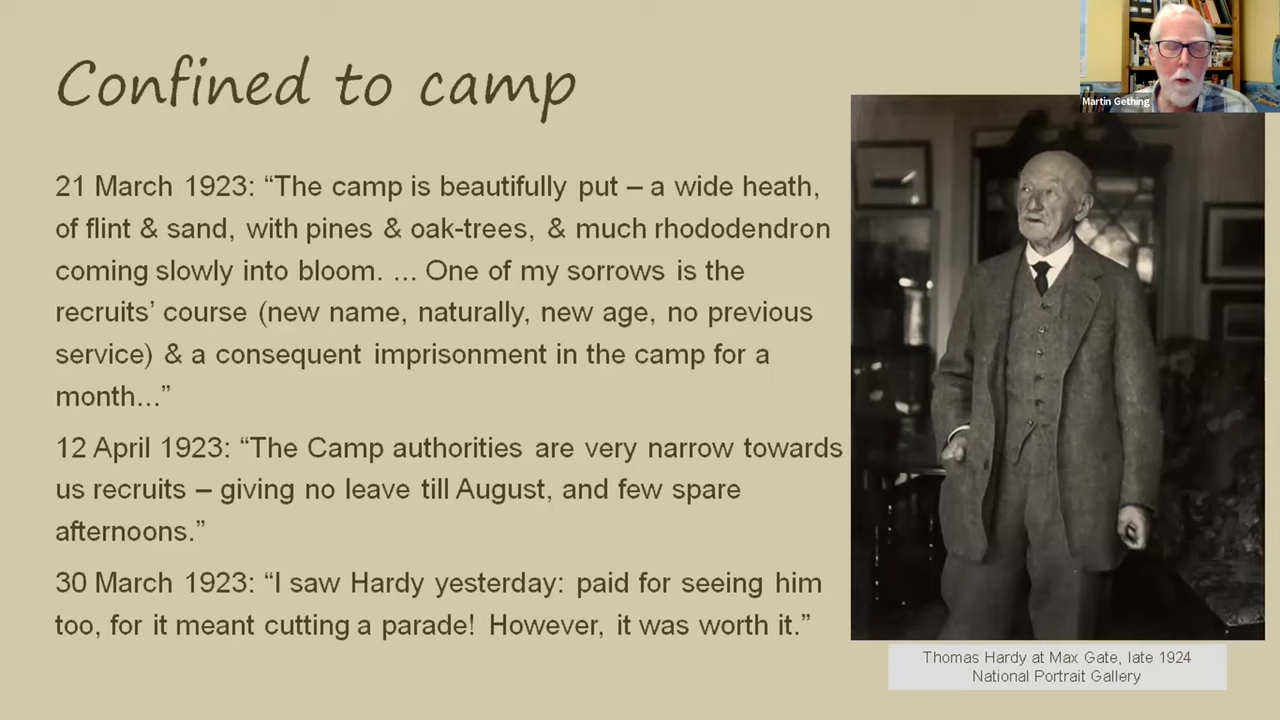 Confined to camp
Martin Gething
21 March 1923: “The camp is beautifully put – a wide heath,
of flint & sand, with pines & oak-trees, & much rhododendron
coming slowly into bloom. ... One of my sorrows is the
recruits’ course (new name, naturally, new age, no previous
service) & a consequent imprisonment in the camp for a
month...”
12 April 1923: “The Camp authorities are very narrow towards
us recruits – giving no leave till August, and few spare
afternoons.”
30 March 1923: “I saw Hardy yesterday: paid for seeing him
too, for it meant cutting a parade! However, it was worth it.”
Thomas Hardy at Max Gate, late 1924
National Portrait Gallery